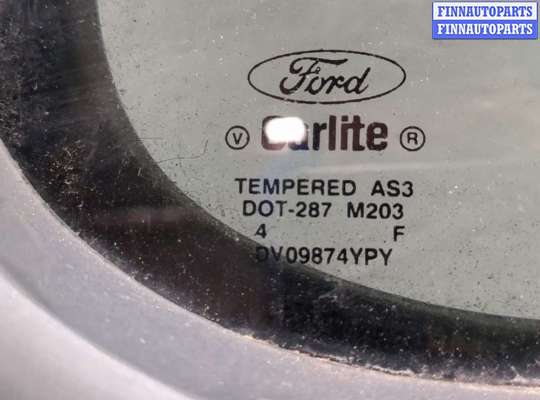 FINNAUTOPARTS
FINNAUTOPARTS
Ford
V Carlite R
TEMPERED AS3
DOT-287 M203
4 F
DV09874YPY